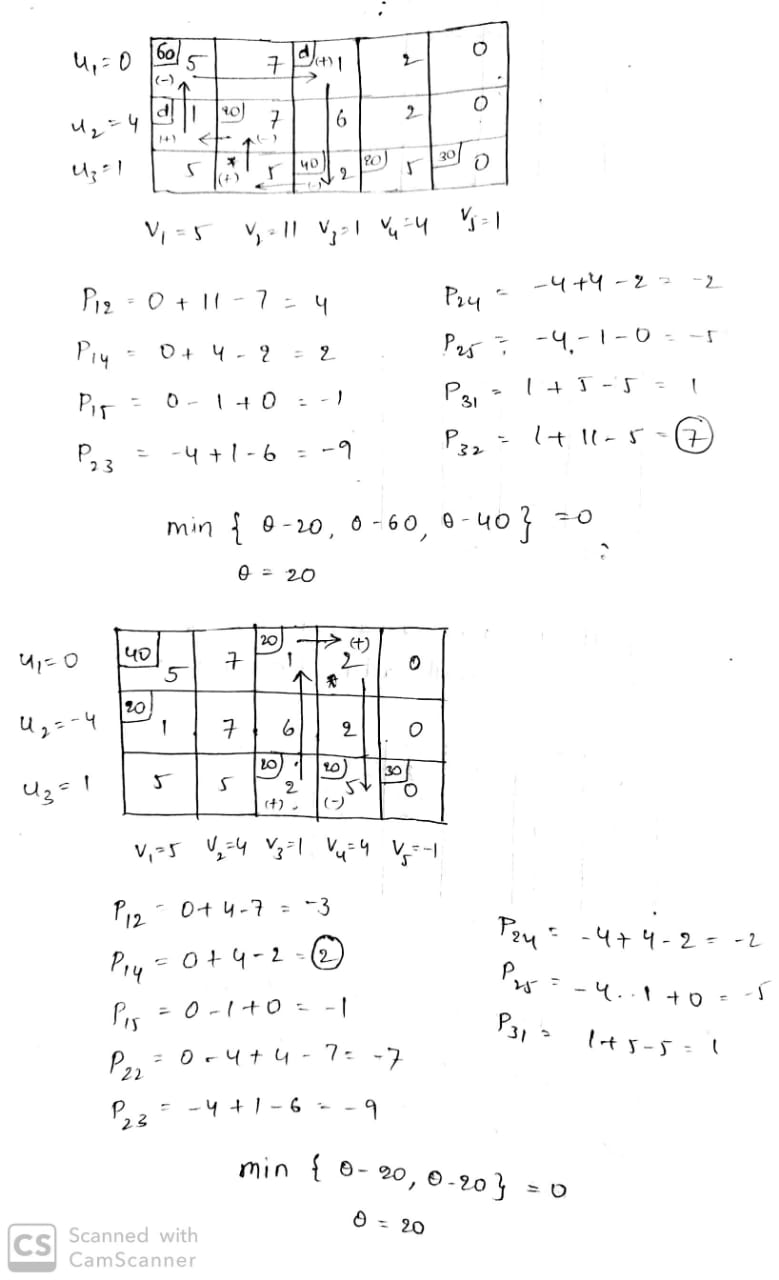 u₁=0 60 5 (-) 7 d (+) 1 2 0
u₂=4 d 1 (+) 20 7 (-) 6 2 0
u₃=1 5 * (+) 5 40 2 (-) 20 5 30 0
V₁=5 V₂=11 V₃=1 V₄=4 V₅=1
P₁₂ = 0 + 11 - 7 = 4
P₁₄ = 0 + 4 - 2 = 2
P₁₅ = 0 - 1 + 0 = -1
P₂₃ = -4 + 1 - 6 = -9
P₂₄ = -4+4-2 = -2
P₂₅ = -4 - 1 - 0 = -5
P₃₁ = 1 + 5 - 5 = 1
P₃₂ = 1 + 11 - 5 = 7
min { θ-20, θ-60, θ-40 } = 0
θ = 20
u₁=0 40 5 7 20 1 (+) 2 * 0
u₂=-4 20 1 7 6 2 0
u₃=1 5 5 20 2 (+) 20 5 (-) 30 0
V₁=5 V₂=4 V₃=1 V₄=4 V₅=-1
P₁₂ = 0 + 4 - 7 = -3
P₁₄ = 0 + 4 - 2 = 2
P₁₅ = 0 - 1 + 0 = -1
P₂₂ = 0 - 4 + 4 - 7 = -7
P₂₃ = -4 + 1 - 6 = -9
P₂₄ = -4 + 4 - 2 = -2
P₂₅ = -4 . . 1 + 0 = -5
P₃₁ = 1 + 5 - 5 = 1
min { θ-20, θ-20 } = 0
θ = 20
CS Scanned with
CamScanner